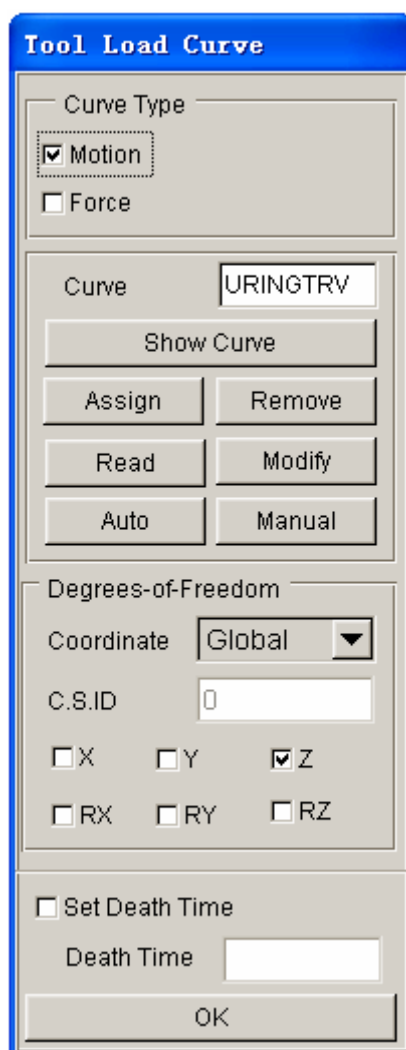 Tool Load Curve
Curve Type
Motion
Force
Curve URINGTRV
Show Curve
Assign Remove
Read Modify
Auto Manual
Degrees-of-Freedom
Coordinate Global
C.S.ID 0
X Y Z
RX RY RZ
Set Death Time
Death Time
OK